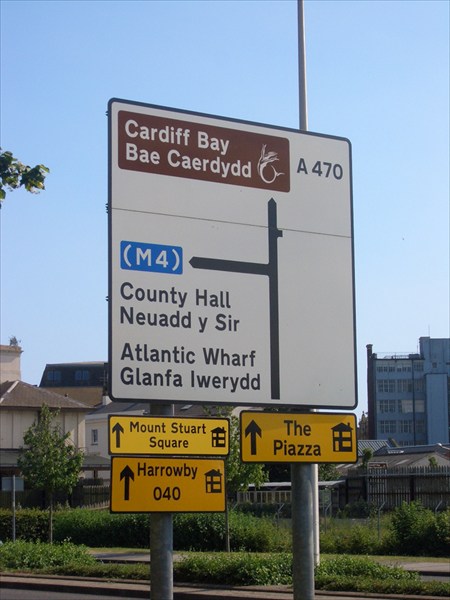 Cardiff Bay
Bae Caerdydd
A 470
(M4)
County Hall
Neuadd y Sir
Atlantic Wharf
Glanfa Iwerydd
Mount Stuart
Square
The
Piazza
Harrowby
040